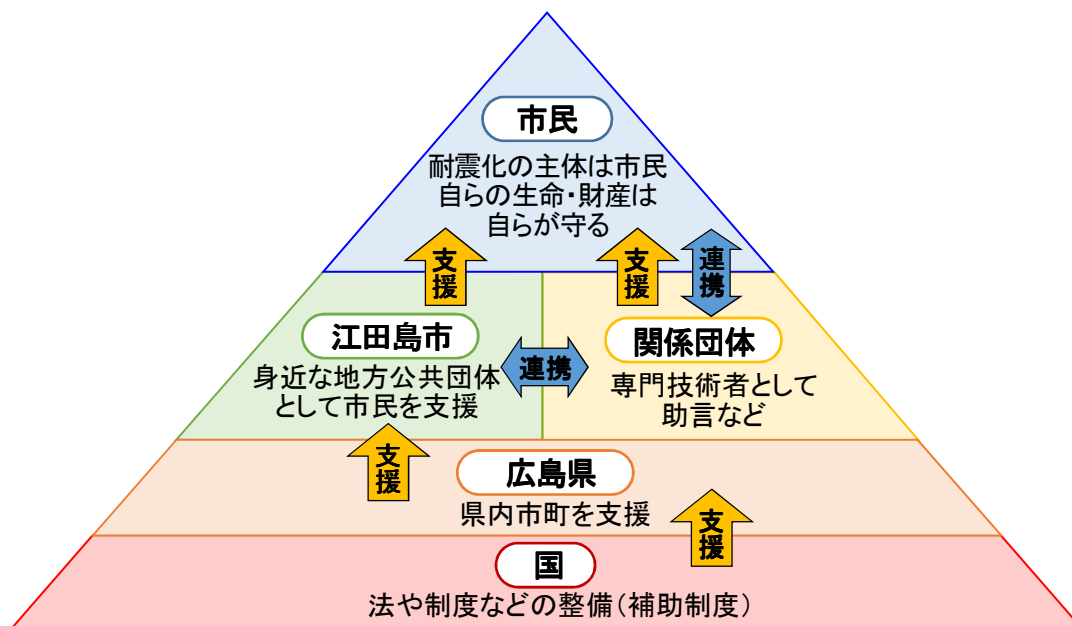 市民
耐震化の主体は市民
自らの生命・財産は
自らが守る
支援
支援
連携
江田島市
身近な地方公共団体
として市民を支援
連携
関係団体
専門技術者として
助言など
支援
広島県
県内市町を支援
支援
国
法や制度などの整備(補助制度)